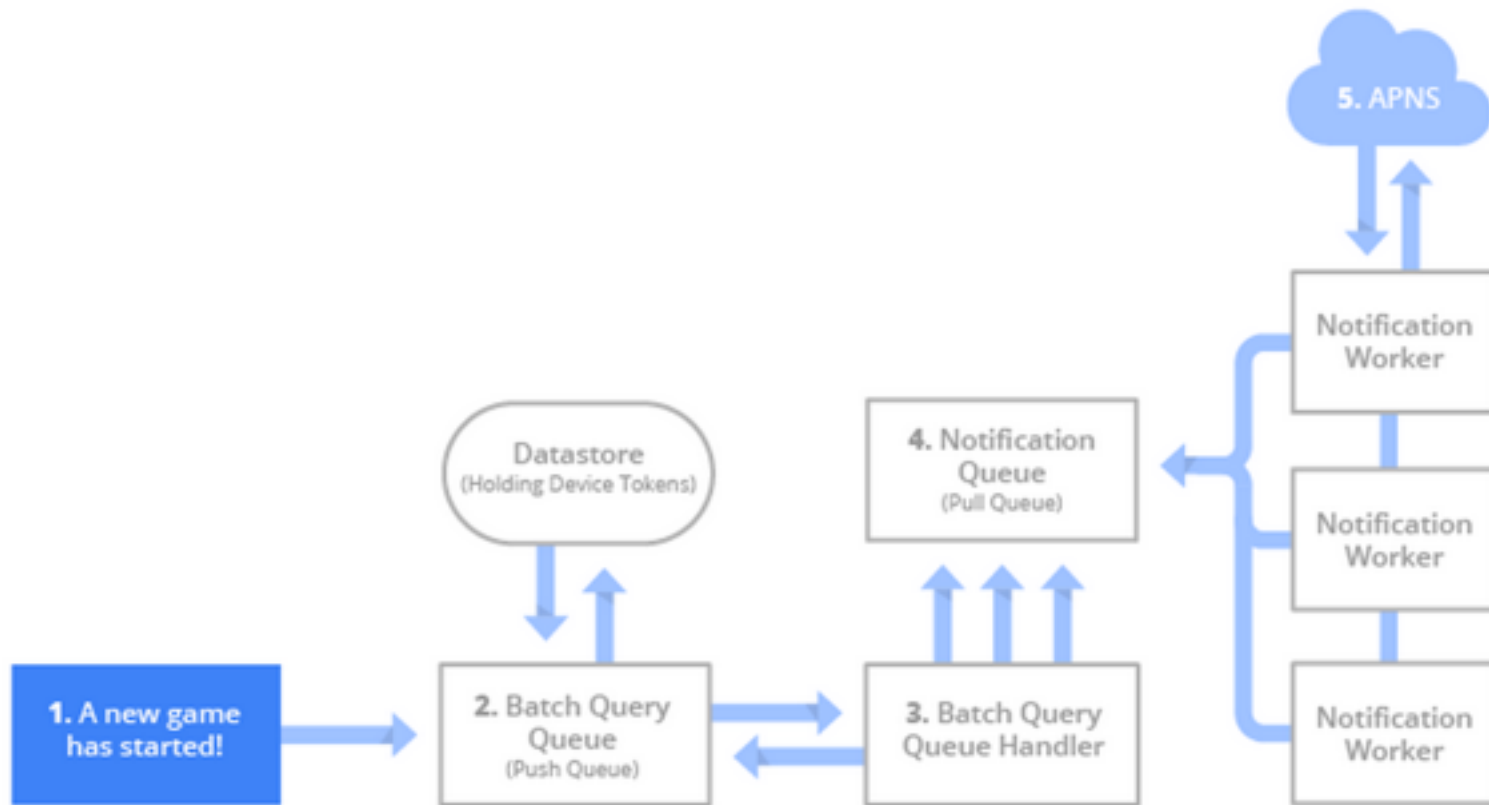 5. APNS
Notification
Worker
Datastore
(Holding Device Tokens)
4. Notification
Queue
(Pull Queue)
Notification
Worker
1. A new game
has started!
2. Batch Query
Queue
(Push Queue)
3. Batch Query
Queue Handler
Notification
Worker